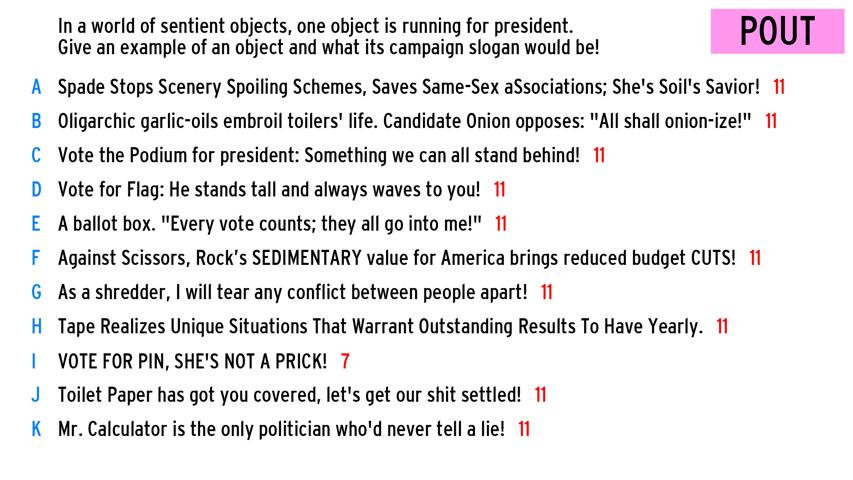 In a world of sentient objects, one object is running for president.
Give an example of an object and what its campaign slogan would be!
POUT
A Spade Stops Scenery Spoiling Schemes, Saves Same-Sex aSsociations; She's Soil's Savior! 11
B Oligarchic garlic-oils embroil toilers' life. Candidate Onion opposes: "All shall onion-ize!" 11
C Vote the Podium for president: Something we can all stand behind! 11
D Vote for Flag: He stands tall and always waves to you! 11
E A ballot box. "Every vote counts; they all go into me!" 11
F Against Scissors, Rock’s SEDIMENTARY value for America brings reduced budget CUTS! 11
G As a shredder, I will tear any conflict between people apart! 11
H Tape Realizes Unique Situations That Warrant Outstanding Results To Have Yearly. 11
I VOTE FOR PIN, SHE'S NOT A PRICK! 7
J Toilet Paper has got you covered, let's get our shit settled! 11
K Mr. Calculator is the only politician who'd never tell a lie! 11